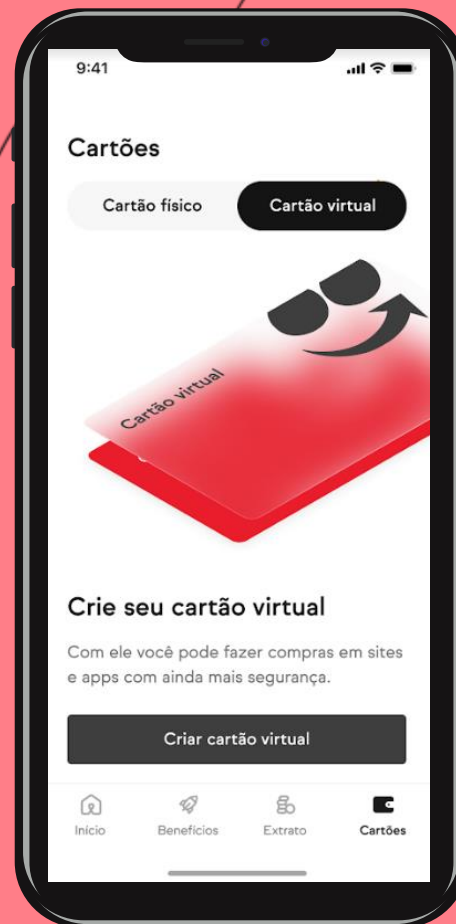 9:41
Cartões
Cartão físico
Cartão virtual
Cartão virtual
Crie seu cartão virtual
Com ele você pode fazer compras em sites
e apps com ainda mais segurança.
Criar cartão virtual
Início
Benefícios
Extrato
Cartões